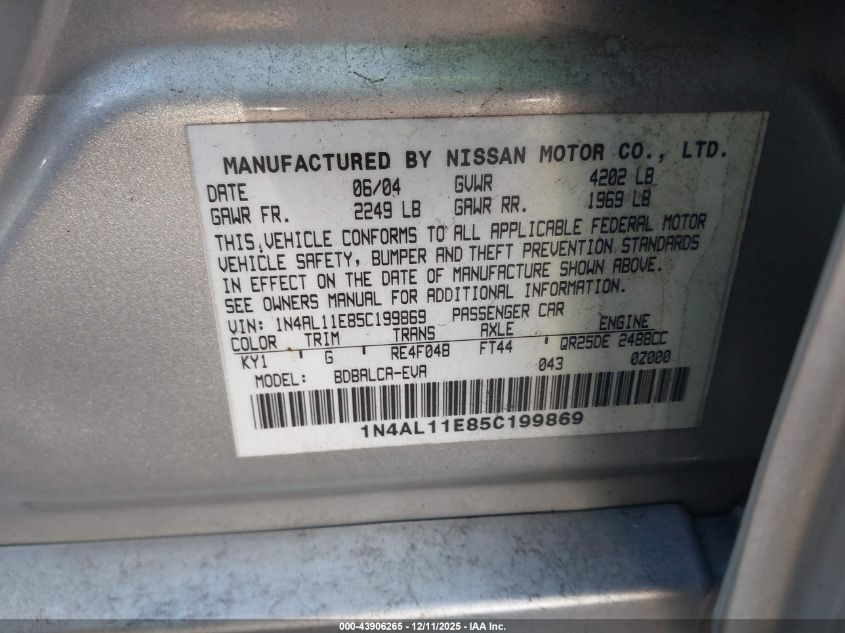 MANUFACTURED BY NISSAN MOTOR CO., LTD.
DATE 06/04 GVWR 4202 LB
GAWR FR. 2249 LB GAWR RR. 1969 LB
THIS VEHICLE CONFORMS TO ALL APPLICABLE FEDERAL MOTOR
VEHICLE SAFETY, BUMPER AND THEFT PREVENTION STANDARDS
IN EFFECT ON THE DATE OF MANUFACTURE SHOWN ABOVE.
SEE OWNERS MANUAL FOR ADDITIONAL INFORMATION.
VIN: 1N4AL11E85C199869 PASSENGER CAR
COLOR TRIM TRANS AXLE ENGINE
KY1 ' G ' RE4F04B FT44 ' QR25DE 2488CC
MODEL: BDBALCA-EVA 043 0Z000
1N4AL11E85C199869
000-43906265 - 12/11/2025 - IAA Inc.